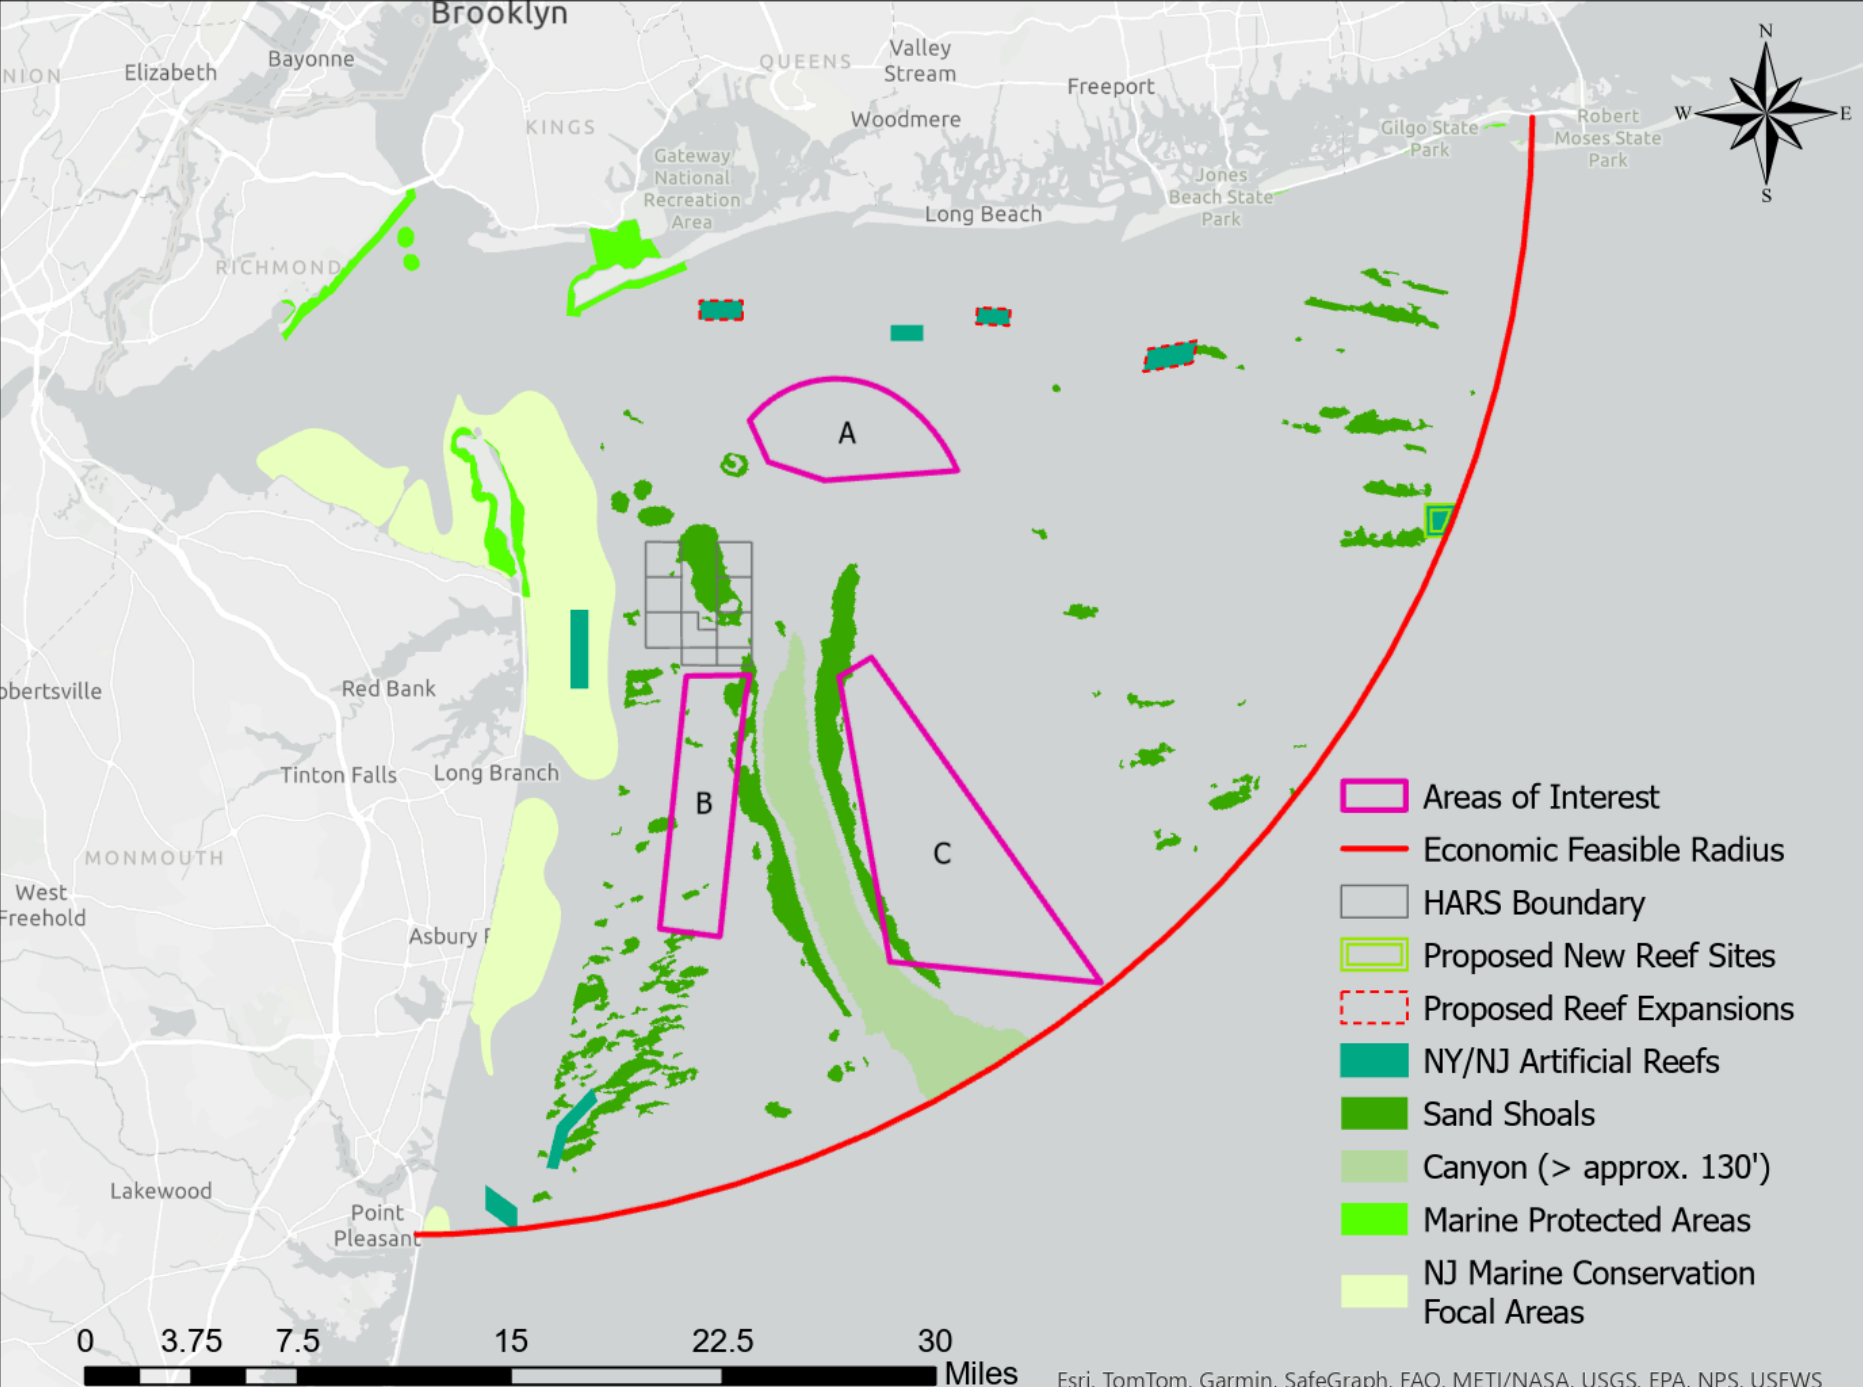 Brooklyn
NION
Elizabeth
Bayonne
QUEENS
Valley
Stream
Freeport
Woodmere
KINGS
Gateway
National
Recreation
Area
Gilgo State
Park
Robert
Moses State
Park
N
W
E
S
Jones
Beach State
Park
Long Beach
RICHMOND
A
obertsville
Red Bank
Tinton Falls
Long Branch
B
C
MONMOUTH
West
Freehold
Asbury P
Lakewood
Point
Pleasant
Areas of Interest
Economic Feasible Radius
HARS Boundary
Proposed New Reef Sites
Proposed Reef Expansions
NY/NJ Artificial Reefs
Sand Shoals
Canyon (> approx. 130')
Marine Protected Areas
NJ Marine Conservation
Focal Areas
0 3.75 7.5 15 22.5 30
Miles
Esri, TomTom, Garmin, SafeGraph, FAO, METI/NASA, USGS, EPA, NPS, USFWS